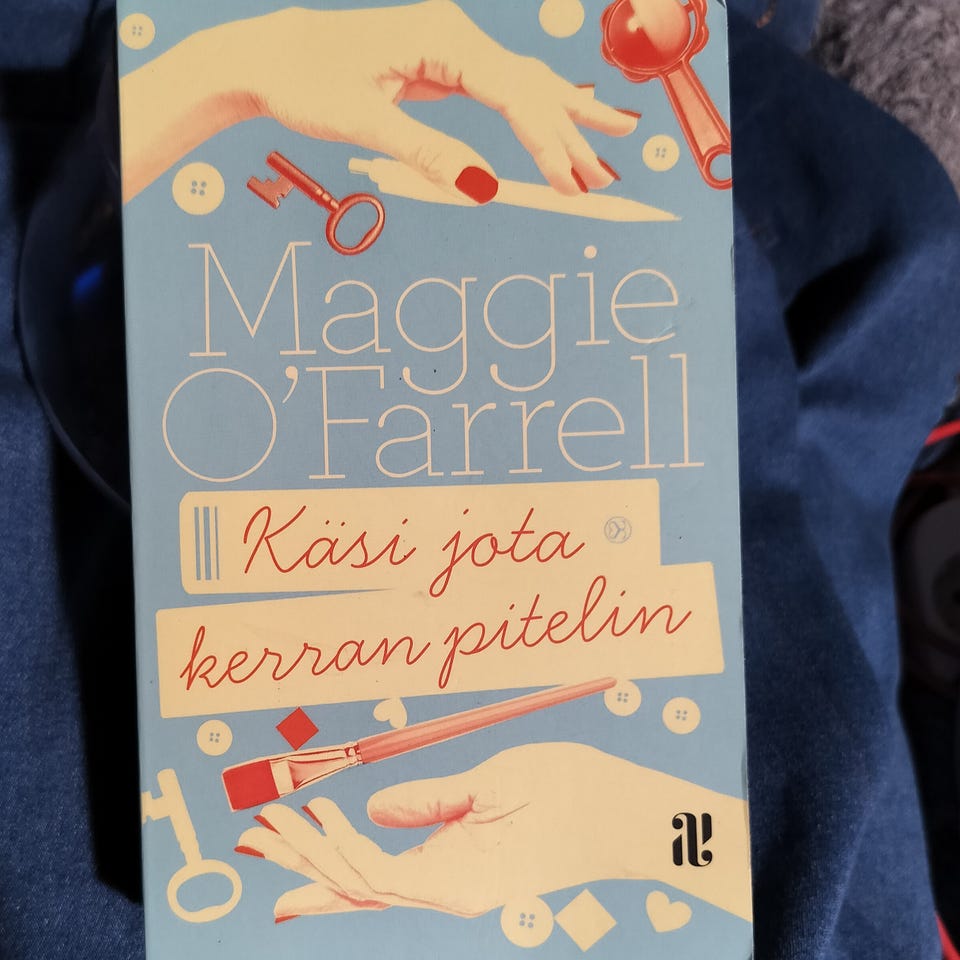 Maggie
O'Farrell
Käsi jota
kerran pitelin